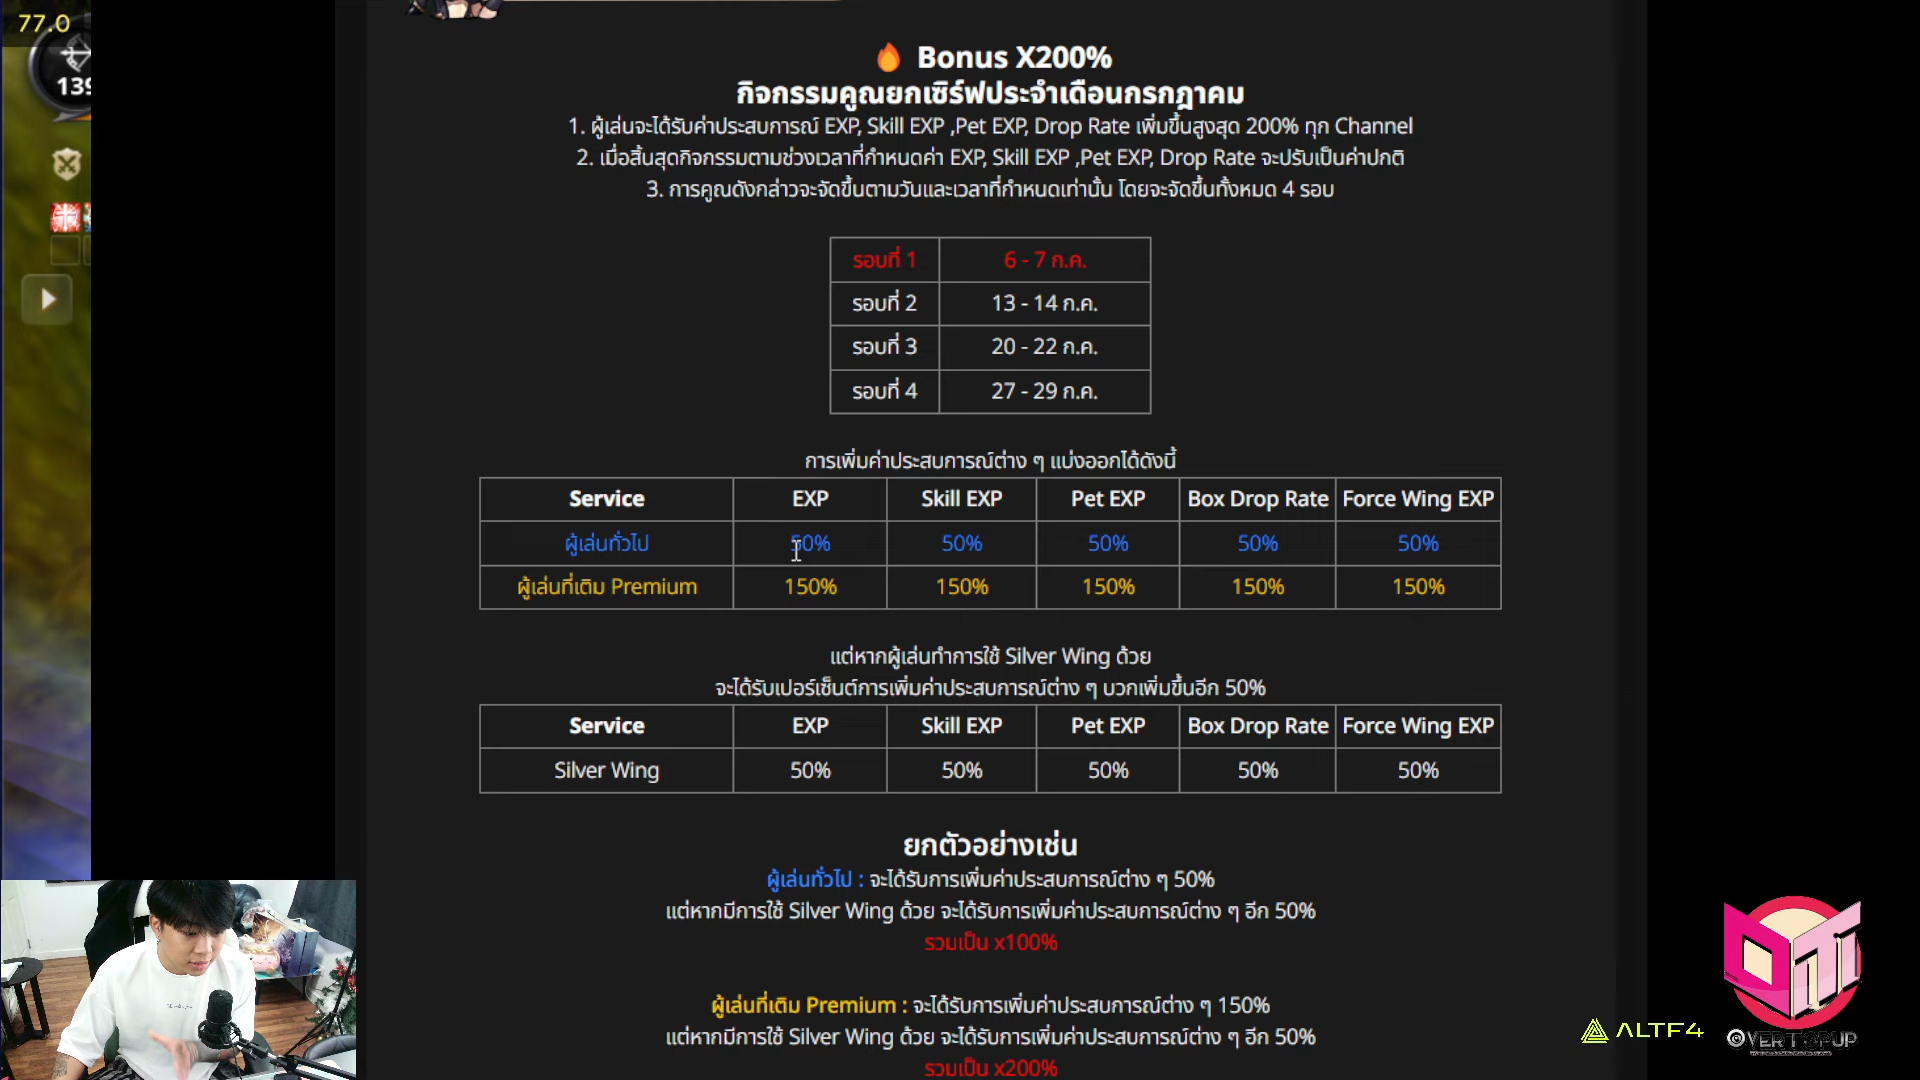 77.0
139
🔥 Bonus X200%
กิจกรรมคูณยกเซิร์ฟประจำเดือนกรกฎาคม
1. ผู้เล่นจะได้รับค่าประสบการณ์ EXP, Skill EXP ,Pet EXP, Drop Rate เพิ่มขึ้นสูงสุด 200% ทุก Channel
2. เมื่อสิ้นสุดกิจกรรมตามช่วงเวลาที่กำหนดค่า EXP, Skill EXP ,Pet EXP, Drop Rate จะปรับเป็นค่าปกติ
3. การคูณดังกล่าวจะจัดขึ้นตามวันและเวลาที่กำหนดเท่านั้น โดยจะจัดขึ้นทั้งหมด 4 รอบ
รอบที่ 1 6 - 7 ก.ค.
รอบที่ 2 13 - 14 ก.ค.
รอบที่ 3 20 - 22 ก.ค.
รอบที่ 4 27 - 29 ก.ค.
การเพิ่มค่าประสบการณ์ต่าง ๆ แบ่งออกได้ดังนี้
Service EXP Skill EXP Pet EXP Box Drop Rate Force Wing EXP
ผู้เล่นทั่วไป 50% 50% 50% 50% 50%
ผู้เล่นที่เติม Premium 150% 150% 150% 150% 150%
แต่หากผู้เล่นทำการใช้ Silver Wing ด้วย
จะได้รับเปอร์เซ็นต์การเพิ่มค่าประสบการณ์ต่าง ๆ บวกเพิ่มขึ้นอีก 50%
Service EXP Skill EXP Pet EXP Box Drop Rate Force Wing EXP
Silver Wing 50% 50% 50% 50% 50%
ยกตัวอย่างเช่น
ผู้เล่นทั่วไป : จะได้รับการเพิ่มค่าประสบการณ์ต่าง ๆ 50%
แต่หากมีการใช้ Silver Wing ด้วย จะได้รับการเพิ่มค่าประสบการณ์ต่าง ๆ อีก 50%
รวมเป็น x100%
ผู้เล่นที่เติม Premium : จะได้รับการเพิ่มค่าประสบการณ์ต่าง ๆ 150%
แต่หากมีการใช้ Silver Wing ด้วย จะได้รับการเพิ่มค่าประสบการณ์ต่าง ๆ อีก 50%
รวมเป็น x200%
ALTF4
OVERTOPUP